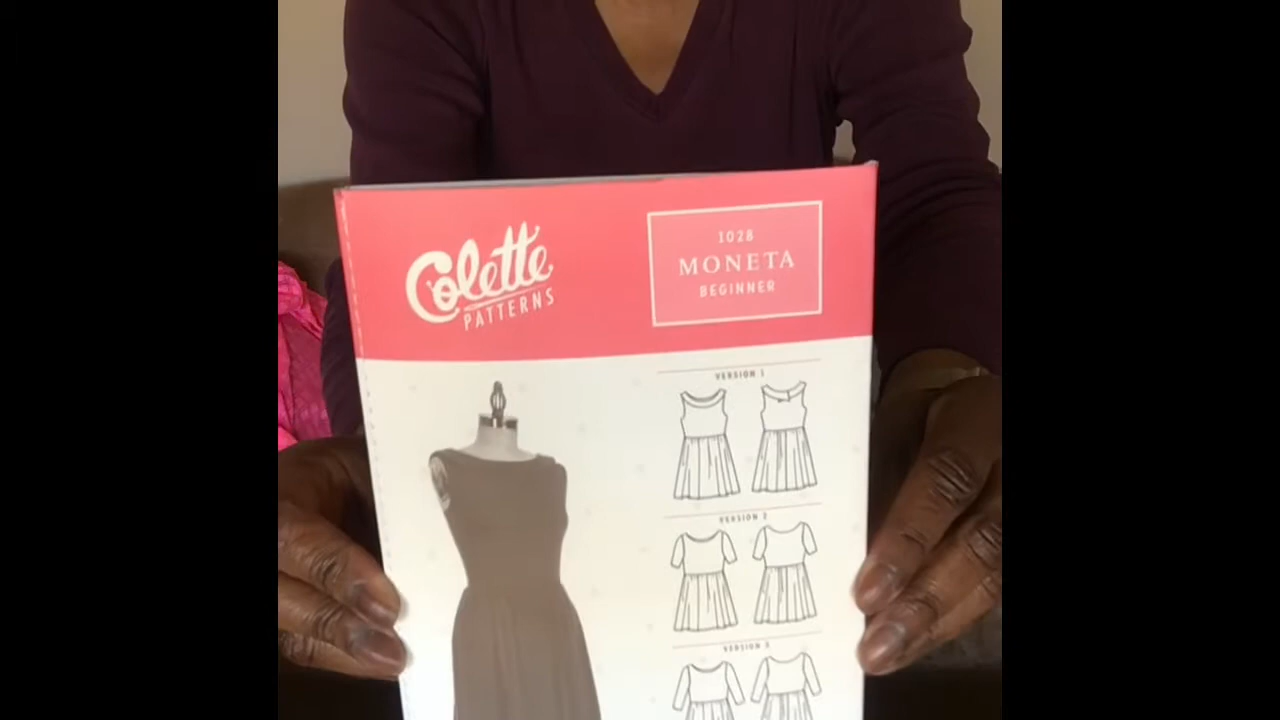 Colette
PATTERNS
1028
MONETA
BEGINNER
VERSION 1
VERSION 2
VERSION 3